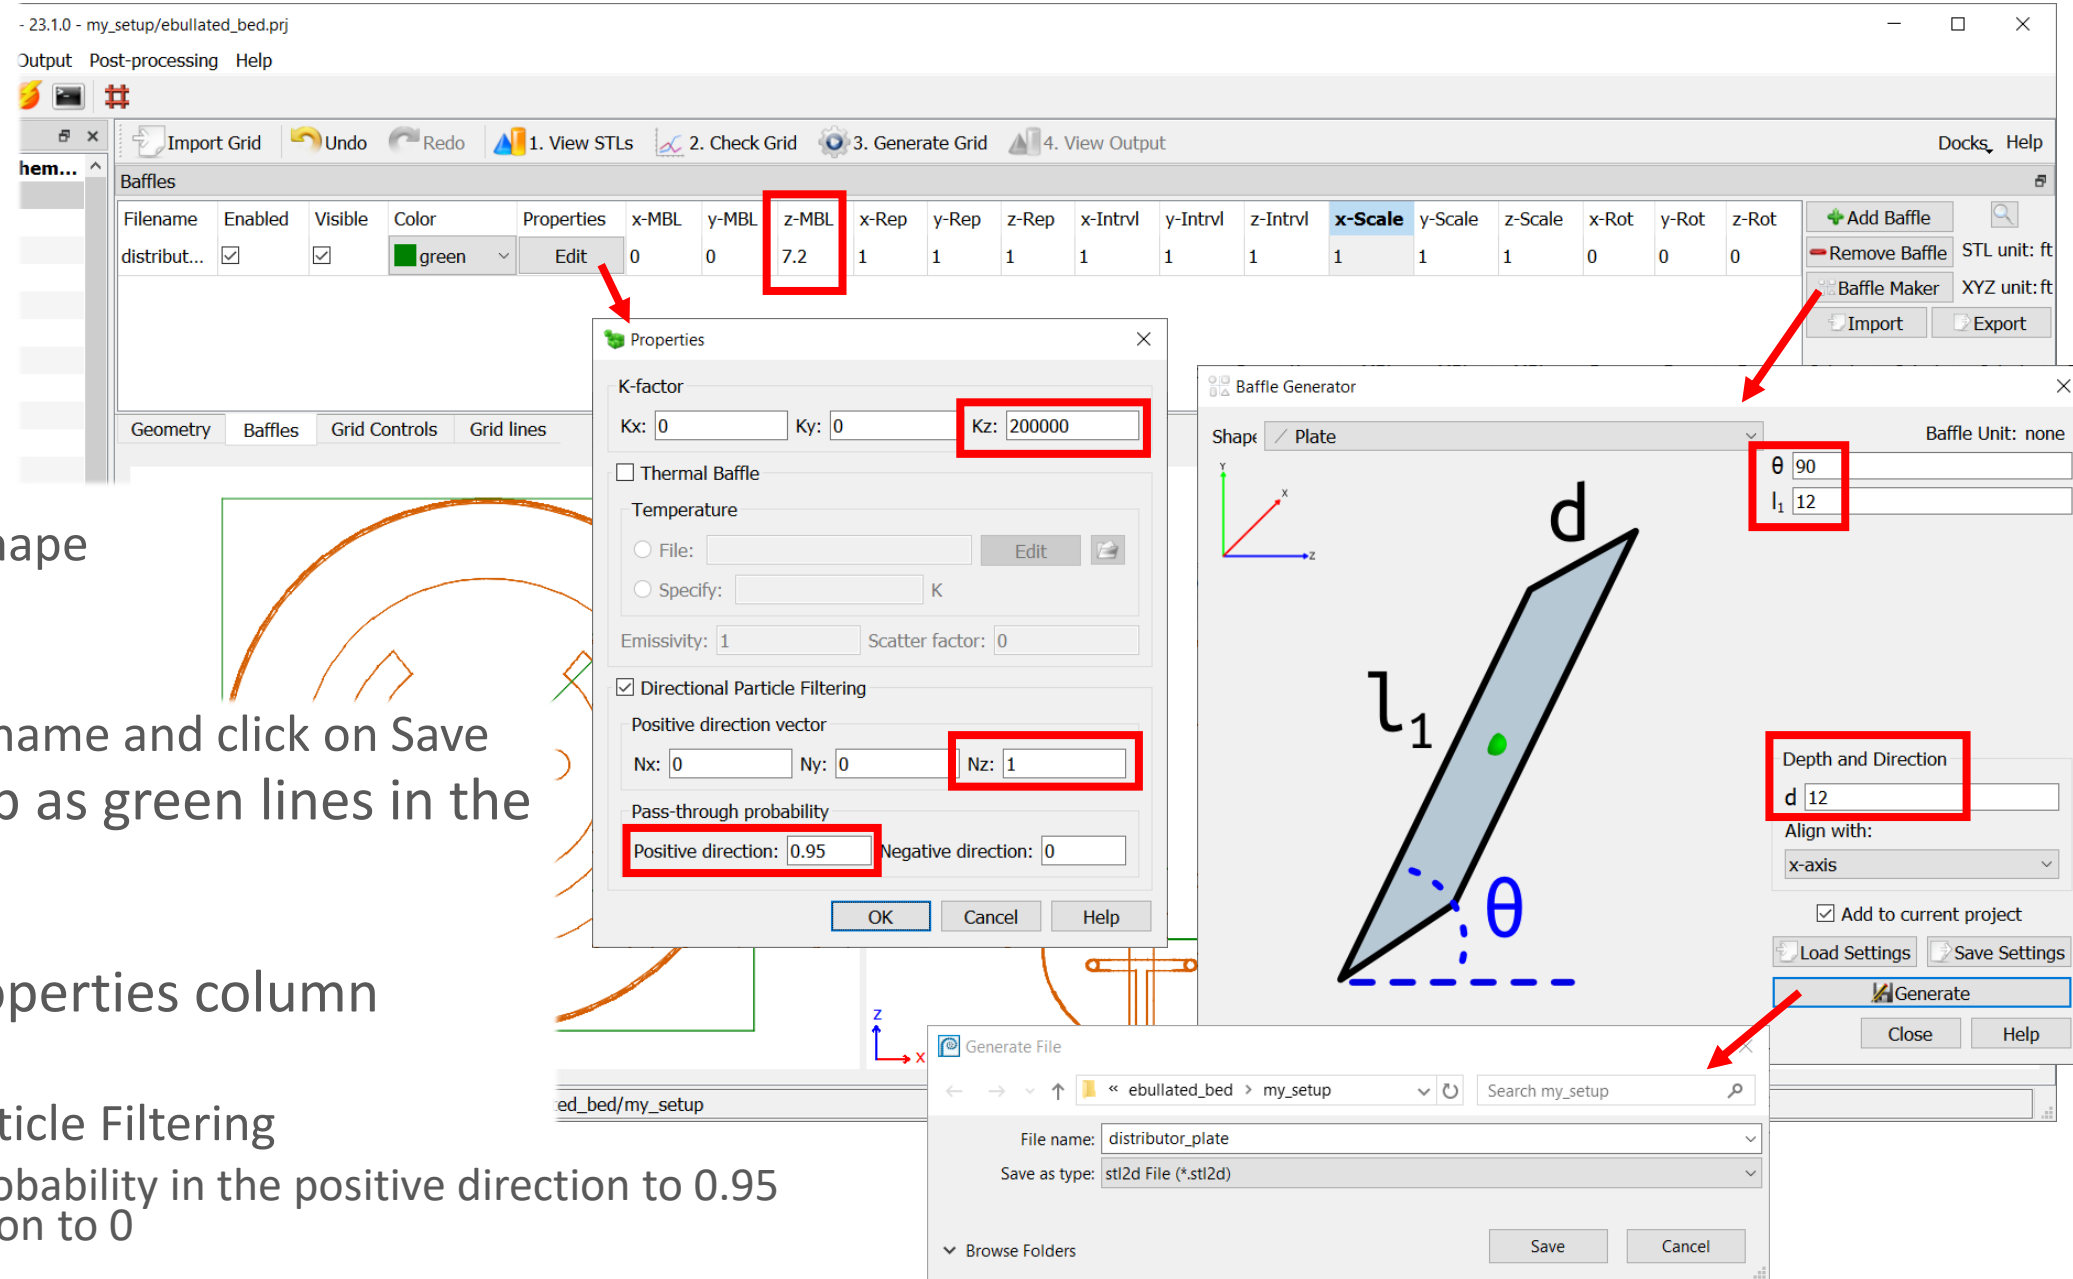 - 23.1.0 - my_setup/ebullated_bed.prj
Output Post-processing Help
Import Grid Undo Redo 1. View STLs 2. Check Grid 3. Generate Grid 4. View Output Docks Help
hem...
Baffles
Filename Enabled Visible Color Properties x-MBL y-MBL z-MBL x-Rep y-Rep z-Rep x-Intrvl y-Intrvl z-Intrvl x-Scale y-Scale z-Scale x-Rot y-Rot z-Rot
distribut... green Edit 0 0 7.2 1 1 1 1 1 1 1 1 1 0 0 0
Add Baffle
Remove Baffle STL unit: ft
Baffle Maker XYZ unit: ft
Import Export
Geometry Baffles Grid Controls Grid lines
Properties
K-factor
Kx: 0 Ky: 0 Kz: 200000
Thermal Baffle
Temperature
File: Edit
Specify: K
Emissivity: 1 Scatter factor: 0
Directional Particle Filtering
Positive direction vector
Nx: 0 Ny: 0 Nz: 1
Pass-through probability
Positive direction: 0.95 Negative direction: 0
OK Cancel Help
Baffle Generator
Shape Plate Baffle Unit: none
θ 90
l1 12
Y
X
Z
d
l1
θ
Depth and Direction
d 12
Align with:
x-axis
Add to current project
Load Settings Save Settings
Generate
Close Help
hape
name and click on Save
p as green lines in the
operties column
ticle Filtering
obability in the positive direction to 0.95
on to 0
Z
X
ed_bed/my_setup
Generate File
« ebullated_bed > my_setup Search my_setup
File name: distributor_plate
Save as type: stl2d File (*.stl2d)
Browse Folders Save Cancel